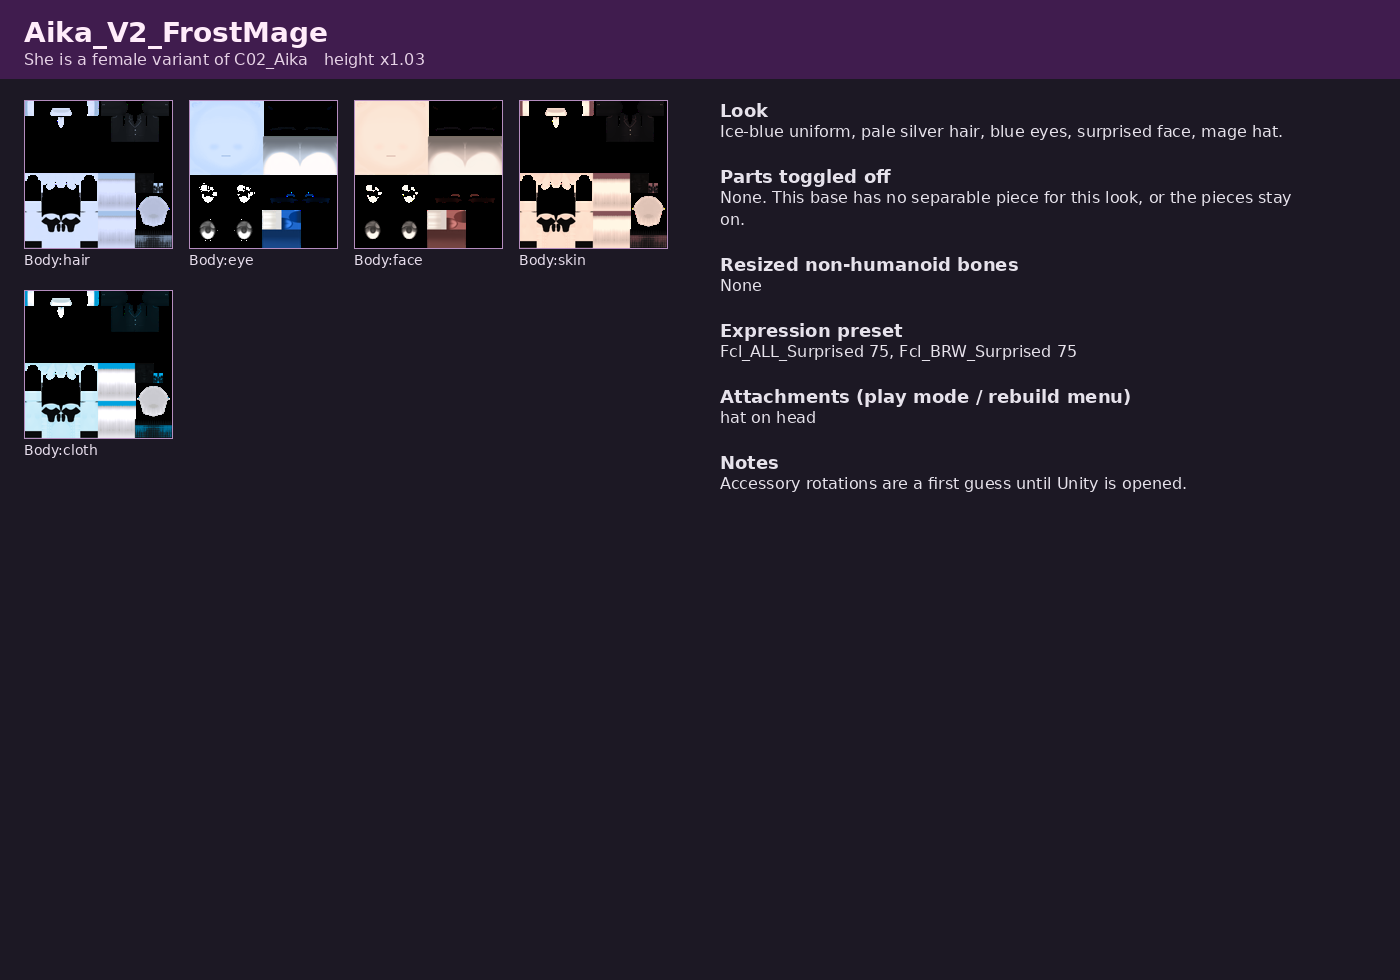 Aika_V2_FrostMage
She is a female variant of C02_Aika height x1.03
Body:hair
Body:eye
Body:face
Body:skin
Body:cloth
Look
Ice-blue uniform, pale silver hair, blue eyes, surprised face, mage hat.
Parts toggled off
None. This base has no separable piece for this look, or the pieces stay
on.
Resized non-humanoid bones
None
Expression preset
Fcl_ALL_Surprised 75, Fcl_BRW_Surprised 75
Attachments (play mode / rebuild menu)
hat on head
Notes
Accessory rotations are a first guess until Unity is opened.